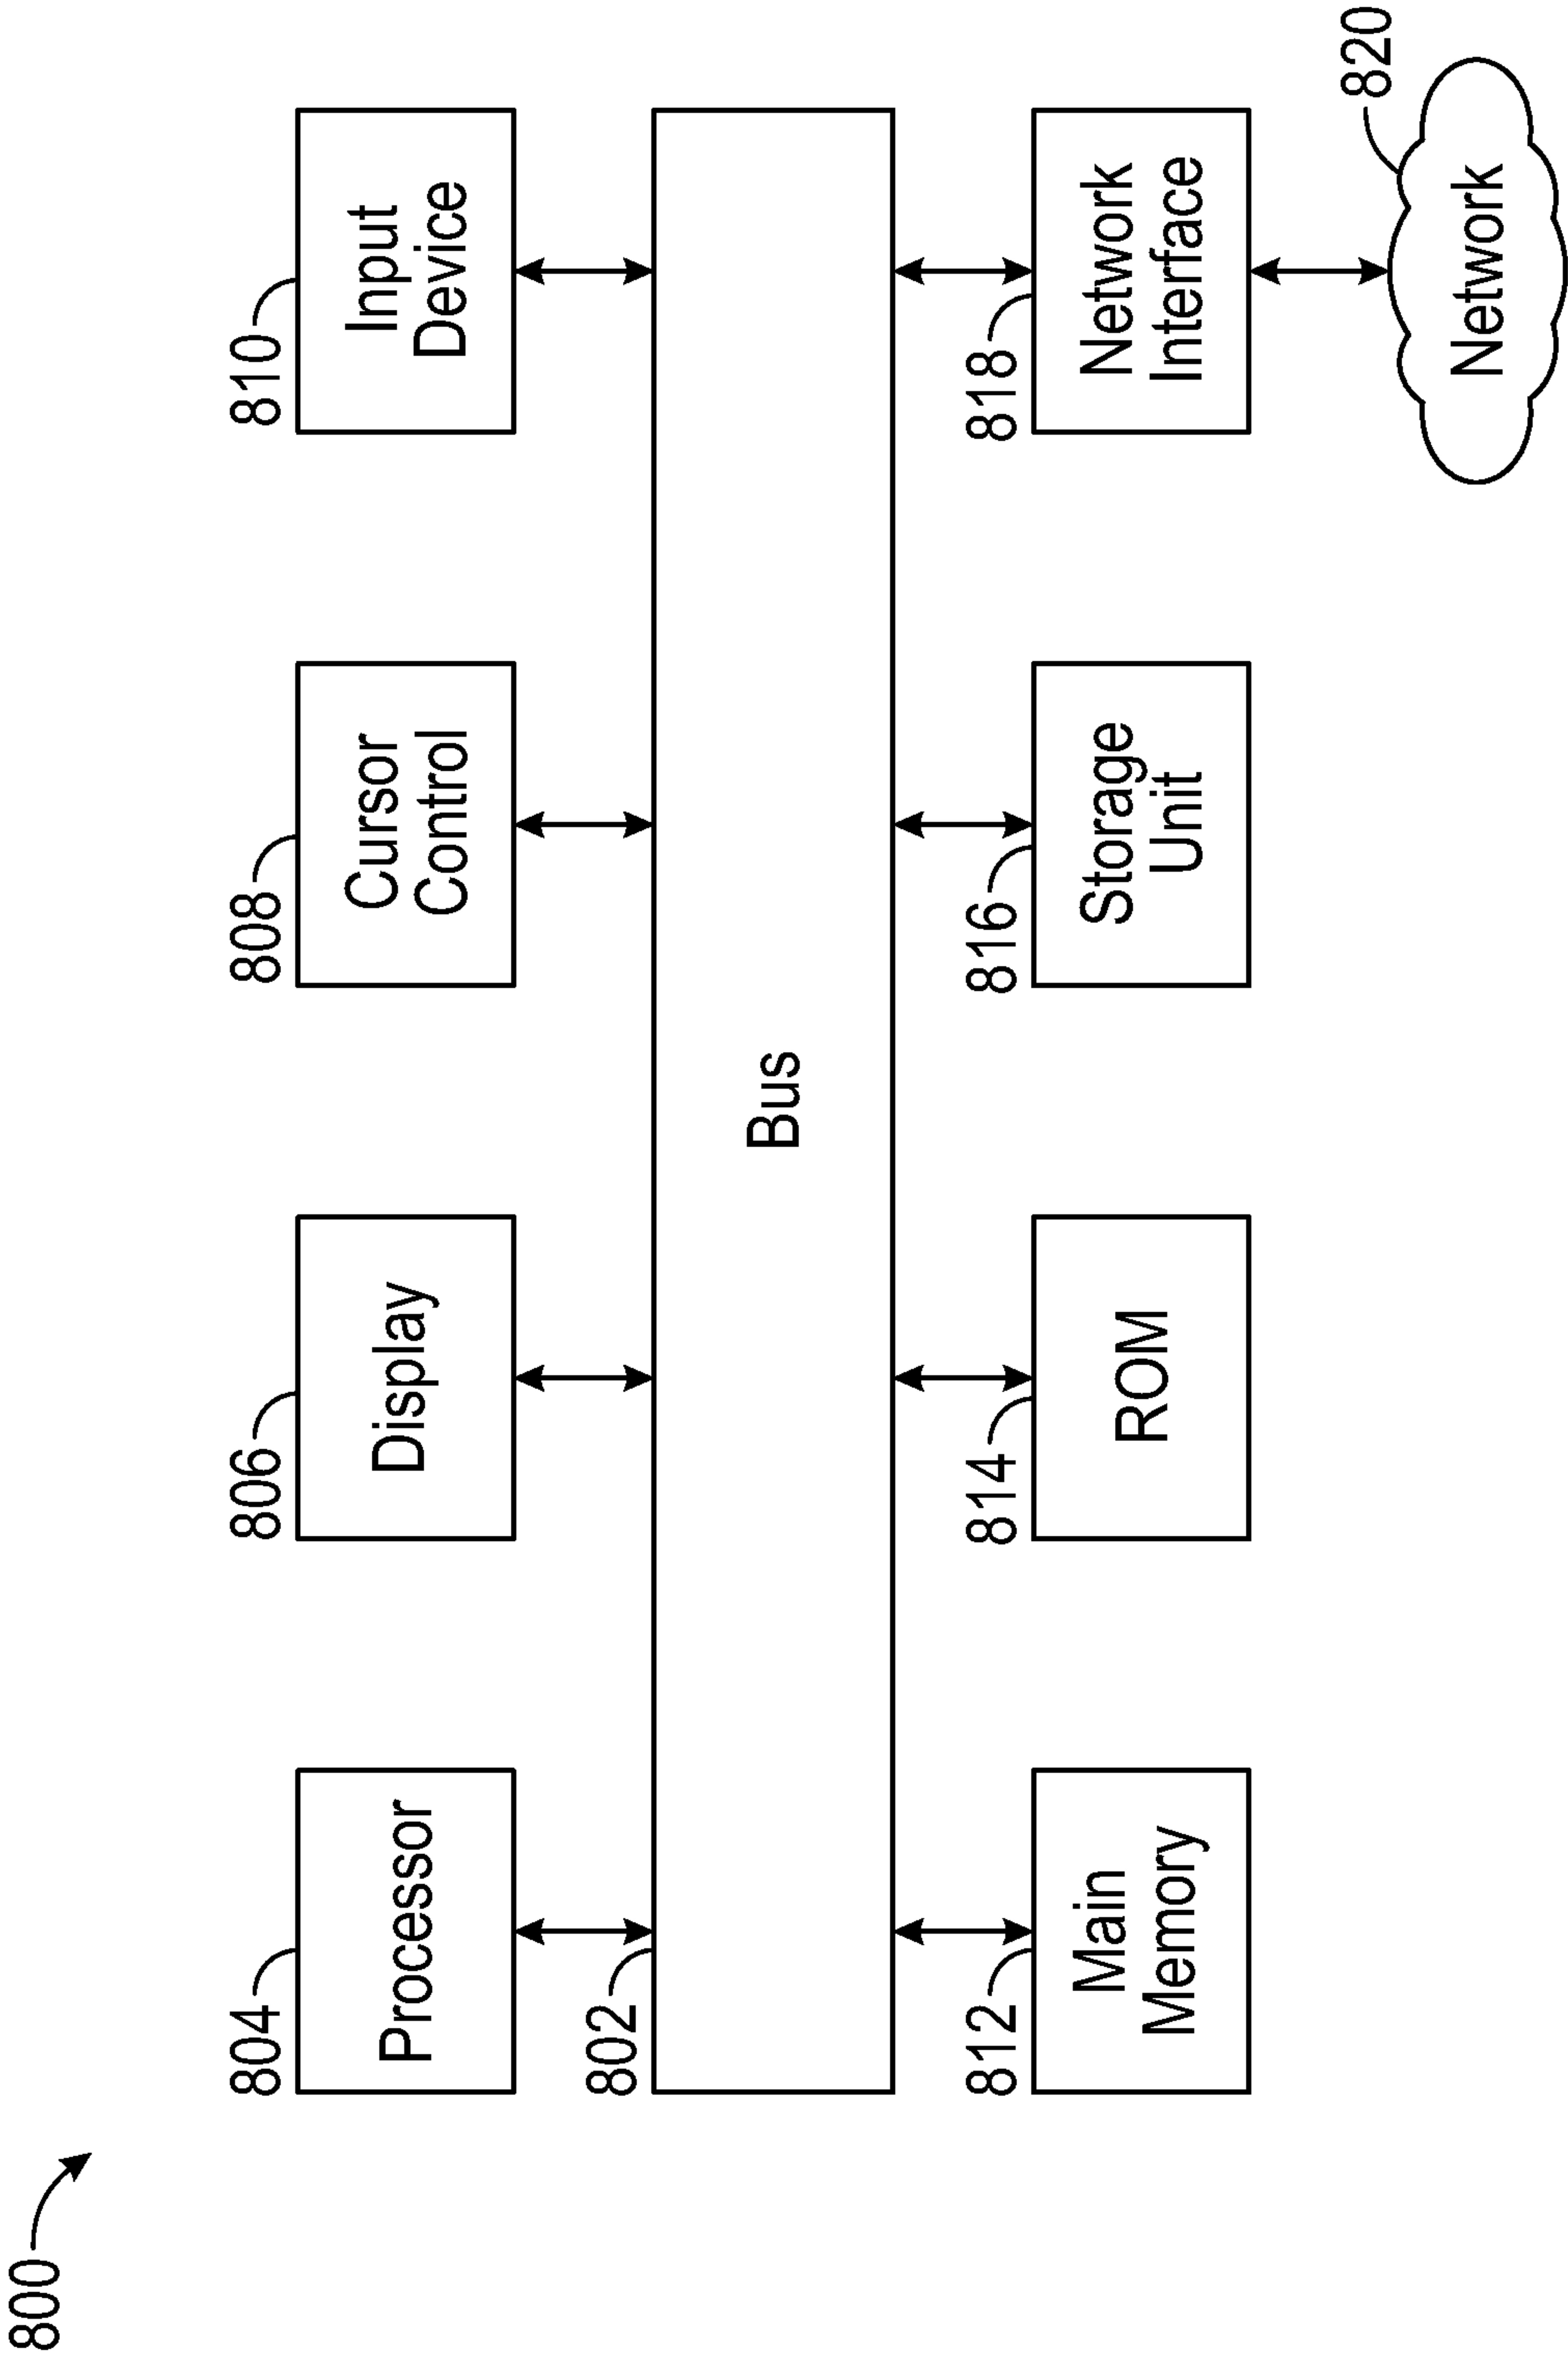 800
804
806
808
810
Processor
Display
Cursor
Control
Input
Device
802
Bus
812
814
816
818
Main
Memory
ROM
Storage
Unit
Network
Interface
820
Network